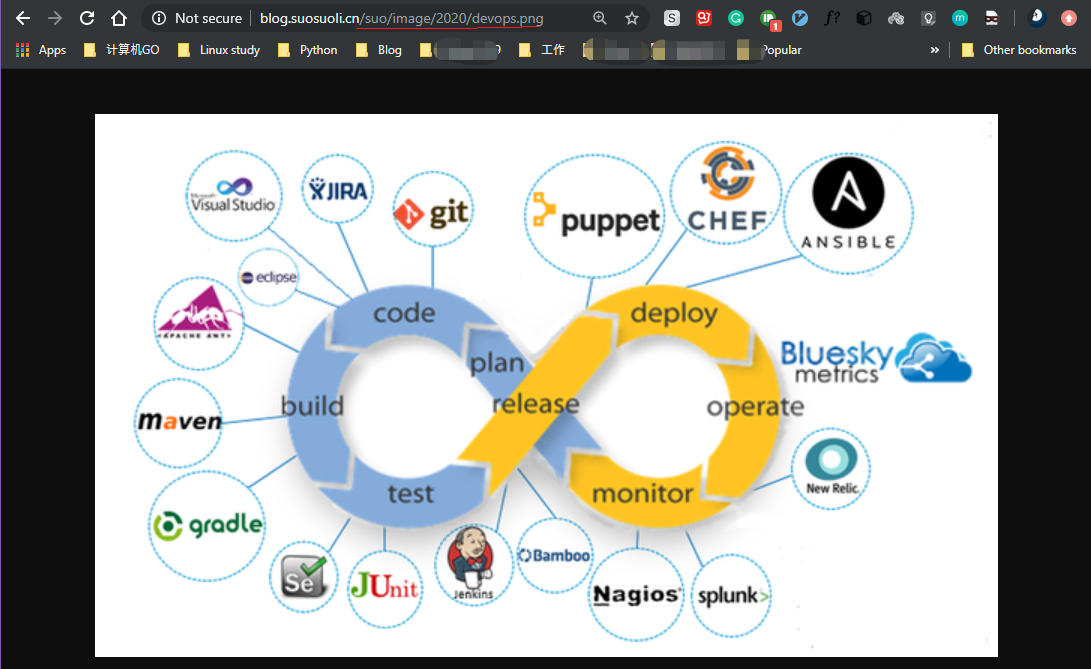 Not secure
blog.suosuoli.cn/suo/image/2020/devops.png
S
f?
1
m
Apps
计算机GO
Linux study
Python
Blog
工作
Popular
»
Other bookmarks
Microsoft
Visual Studio
JIRA
git
puppet
CHEF
ANSIBLE
eclipse
<APACHE ANT>
code
deploy
plan
Bluesky
metrics
build
release
operate
maven
test
monitor
New Relic.
gradle
Se
JUnit
Jenkins
Bamboo
Nagios®
splunk>